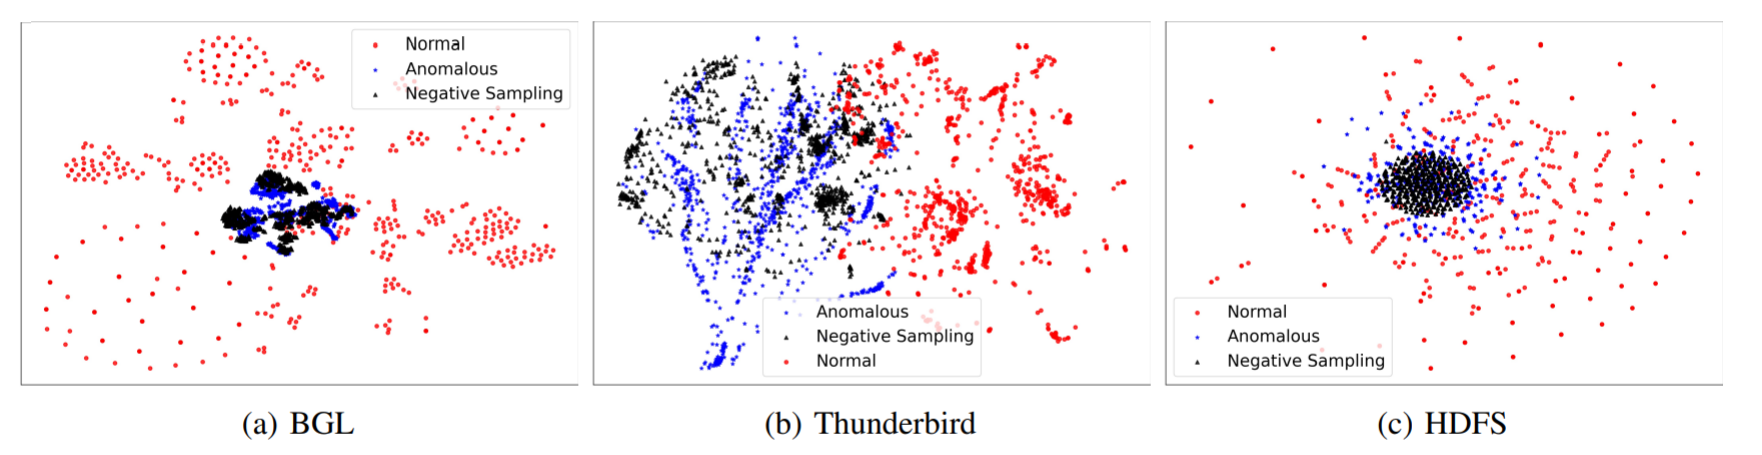 Normal
Anomalous
Negative Sampling
(a) BGL
Anomalous
Negative Sampling
Normal
(b) Thunderbird
Normal
Anomalous
Negative Sampling
(c) HDFS